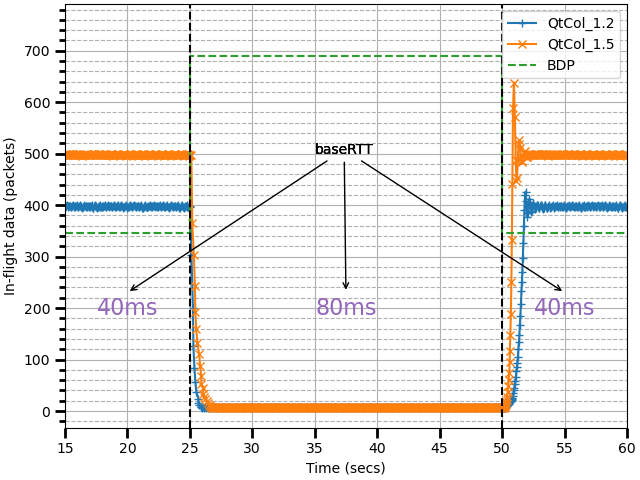 QtCol_1.2
QtCol_1.5
BDP
700
600
500
400
300
200
100
0
In-flight data (packets)
baseRTT
40ms
80ms
40ms
15
20
25
30
35
40
45
50
55
60
Time (secs)